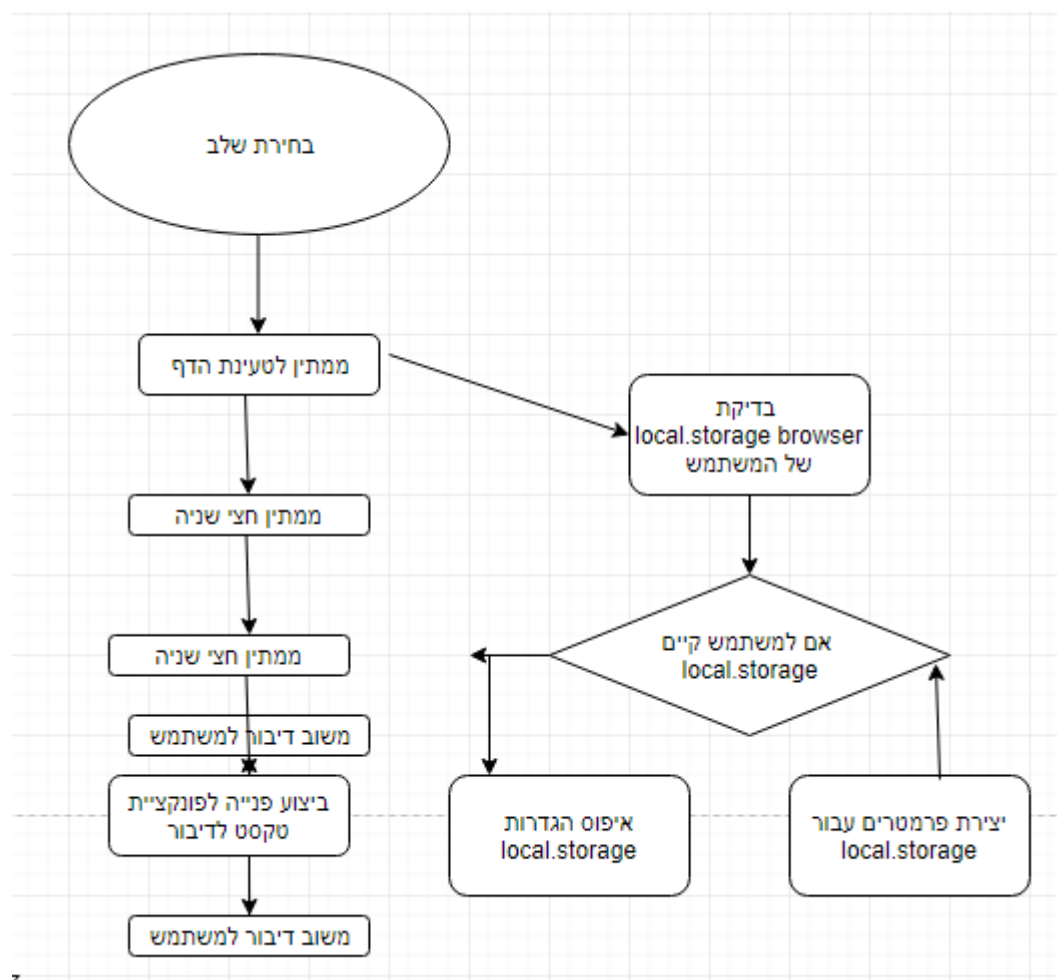 בחירת שלב
ממתין לטעינת הדף
בדיקת
local.storage browser
של המשתמש
ממתין חצי שניה
אם למשתמש קיים
local.storage
ממתין חצי שניה
משוב דיבור למשתמש
ביצוע פנייה לפונקציית
טקסט לדיבור
איפוס הגדרות
local.storage
יצירת פרמטרים עבור
local.storage
משוב דיבור למשתמש